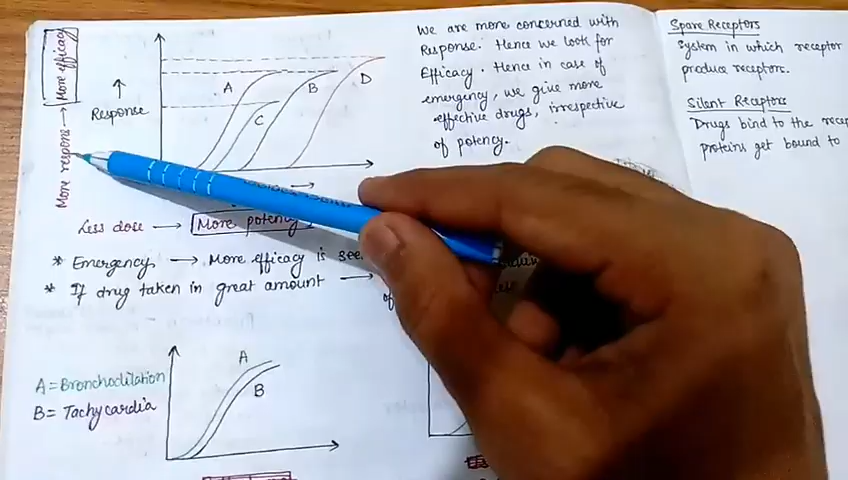 More respons → More efficacy
Response
A
B
C
D
Less dose → More potency
* Emergency → More efficacy is
* If drug taken in great amount →
We are more concerned with
Response. Hence we look for
Efficacy. Hence in case of
emergency, we give more
effective drugs, irrespective
of potency.
A = Bronchodilation
B = Tachycardia
A
B
Spare Receptors
System in which receptor
produce receptors.
Silent Receptors
Drugs bind to the
proteins get bound to